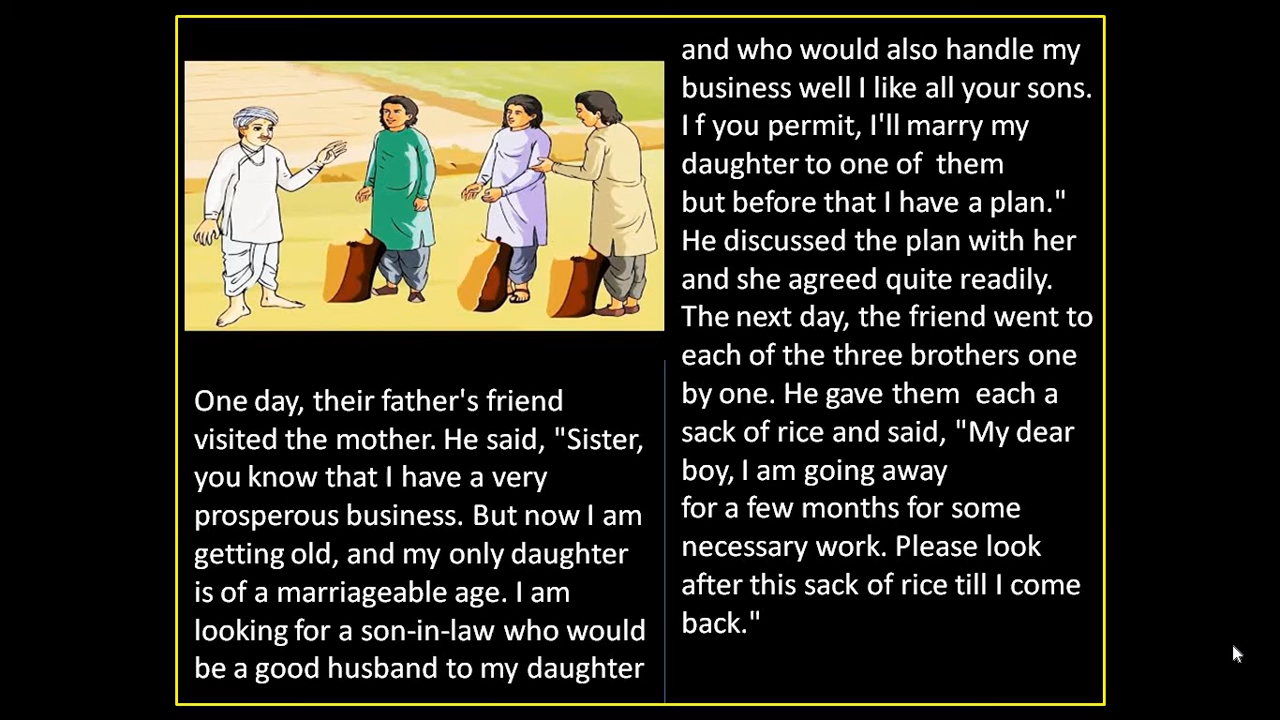 One day, their father's friend
visited the mother. He said, "Sister,
you know that I have a very
prosperous business. But now I am
getting old, and my only daughter
is of a marriageable age. I am
looking for a son-in-law who would
be a good husband to my daughter
and who would also handle my
business well I like all your sons.
I f you permit, I'll marry my
daughter to one of  them
but before that I have a plan."
He discussed the plan with her
and she agreed quite readily.
The next day, the friend went to
each of the three brothers one
by one. He gave them  each a
sack of rice and said, "My dear
boy, I am going away
for a few months for some
necessary work. Please look
after this sack of rice till I come
back."